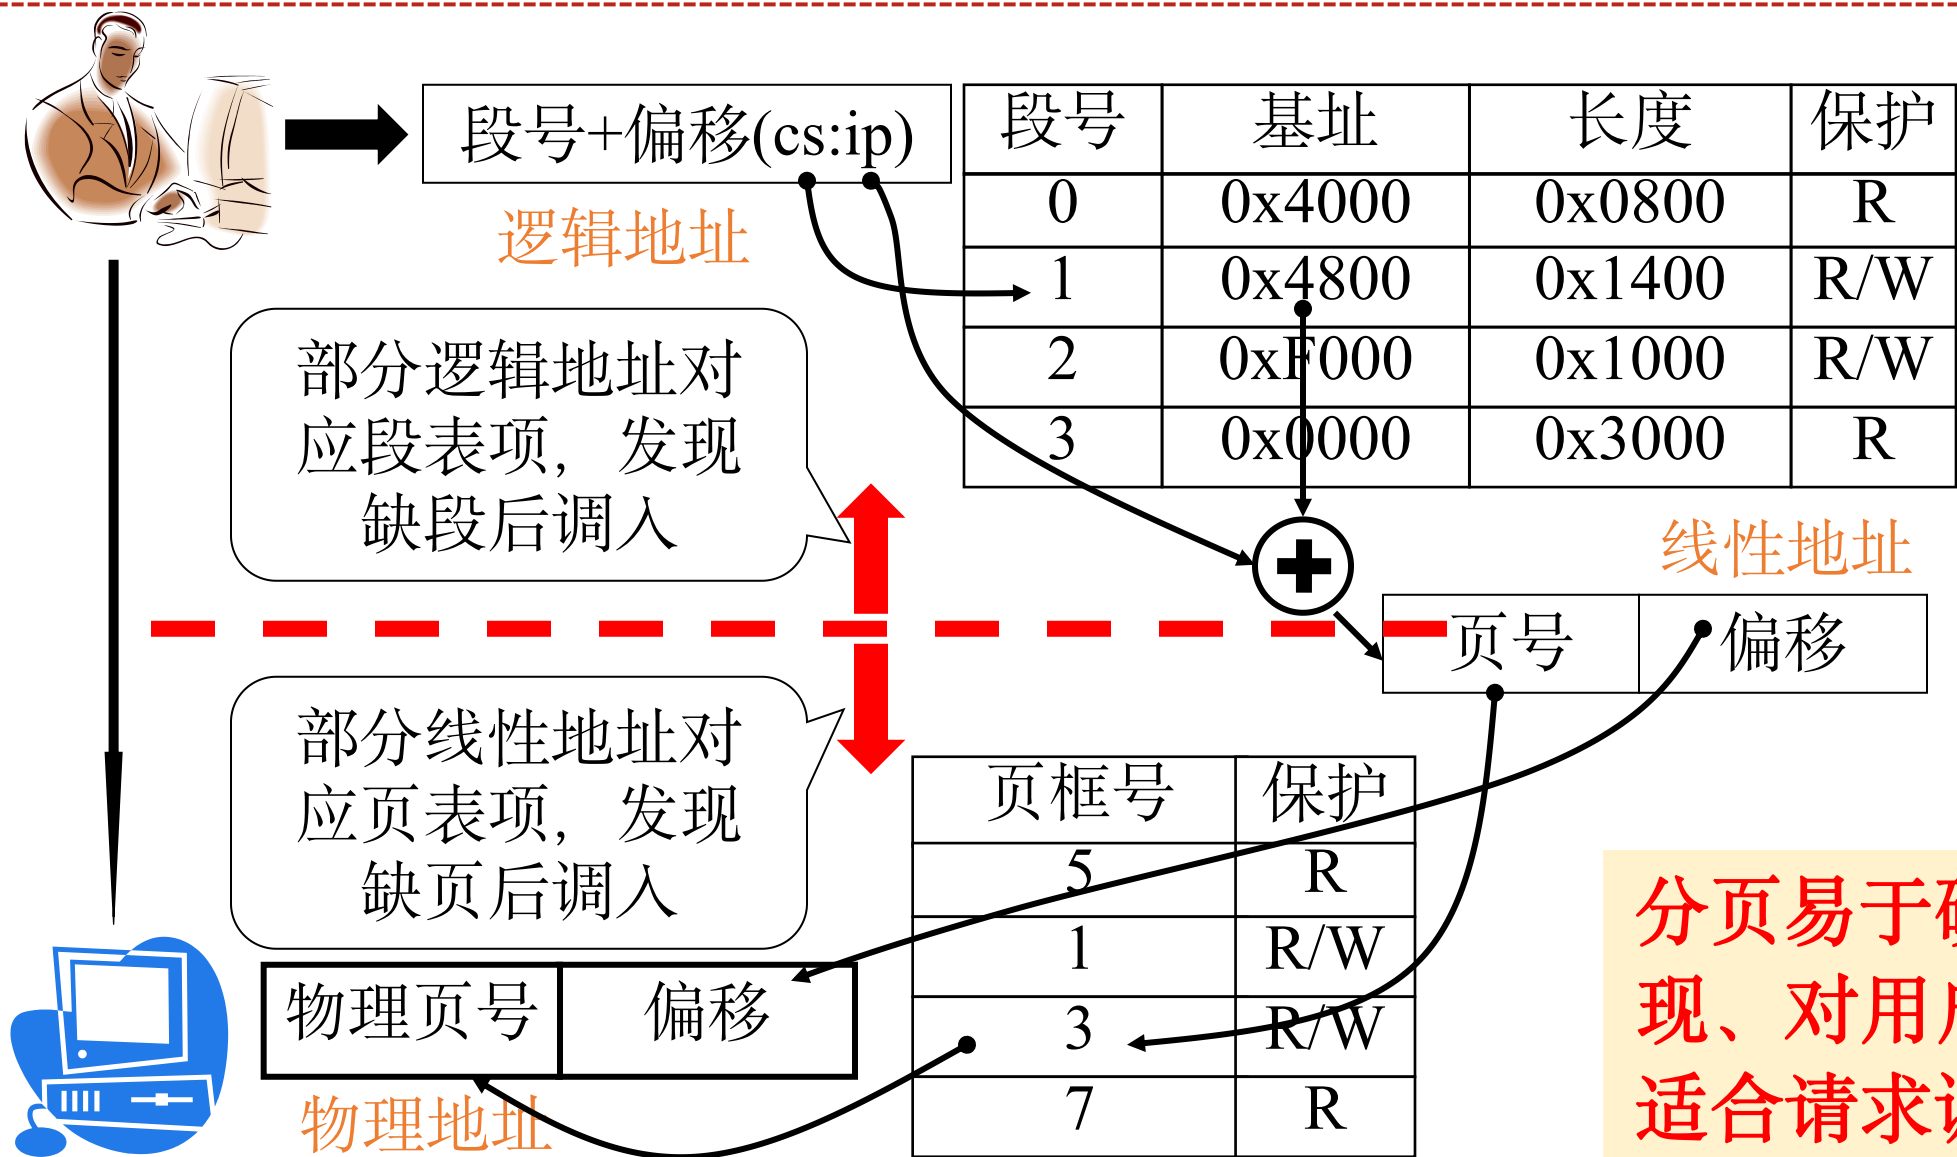 段号+偏移(cs:ip)
逻辑地址
段号 基址 长度 保护
0 0x4000 0x0800 R
1 0x4800 0x1400 R/W
2 0xF000 0x1000 R/W
3 0x0000 0x3000 R
部分逻辑地址对
应段表项，发现
缺段后调入
线性地址
页号 偏移
部分线性地址对
应页表项，发现
缺页后调入
页框号 保护
5 R
1 R/W
3 R/W
7 R
物理页号 偏移
物理地址
分页易于
现、对用
适合请求